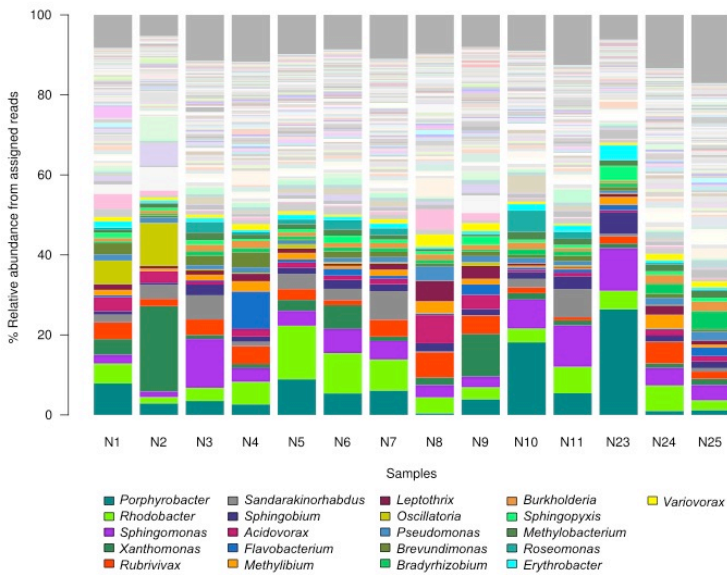 100
80
60
40
20
0
% Relative abundance from assigned reads
N1 N2 N3 N4 N5 N6 N7 N8 N9 N10 N11 N23 N24 N25
Samples
Porphyrobacter Sandarakinorhabdus Leptothrix Burkholderia Variovorax
Rhodobacter Sphingobium Oscillatoria Sphingopyxis
Sphingomonas Acidovorax Pseudomonas Methylobacterium
Xanthomonas Flavobacterium Brevundimonas Roseomonas
Rubrivivax Methylibium Bradyrhizobium Erythrobacter